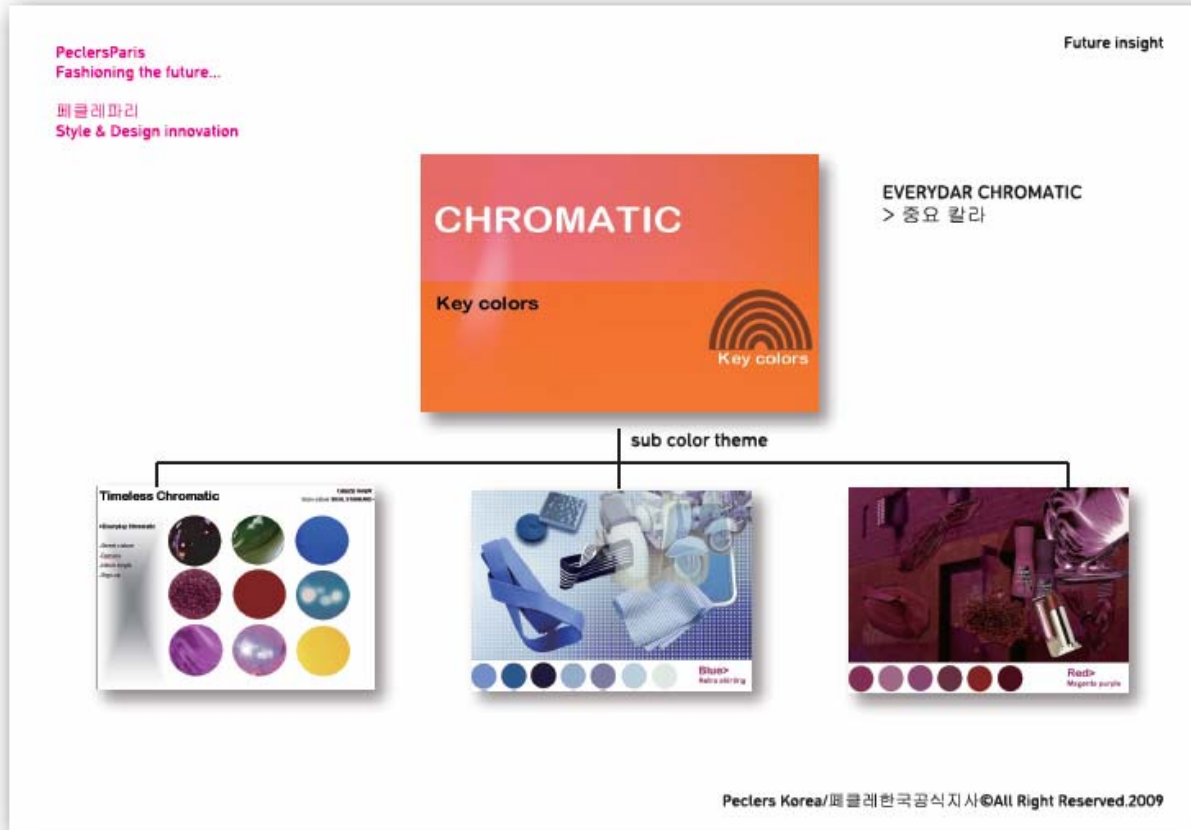 PeclersParis
Fashioning the future...
페클레파리
Style & Design innovation
Future insight
CHROMATIC
Key colors
Key colors
EVERYDAR CHROMATIC
> 중요 칼라
sub color theme
Timeless Chromatic
Blue>
Retro skirting
Red>
Magenta purple
Peclers Korea/페클레한국공식지사©All Right Reserved.2009